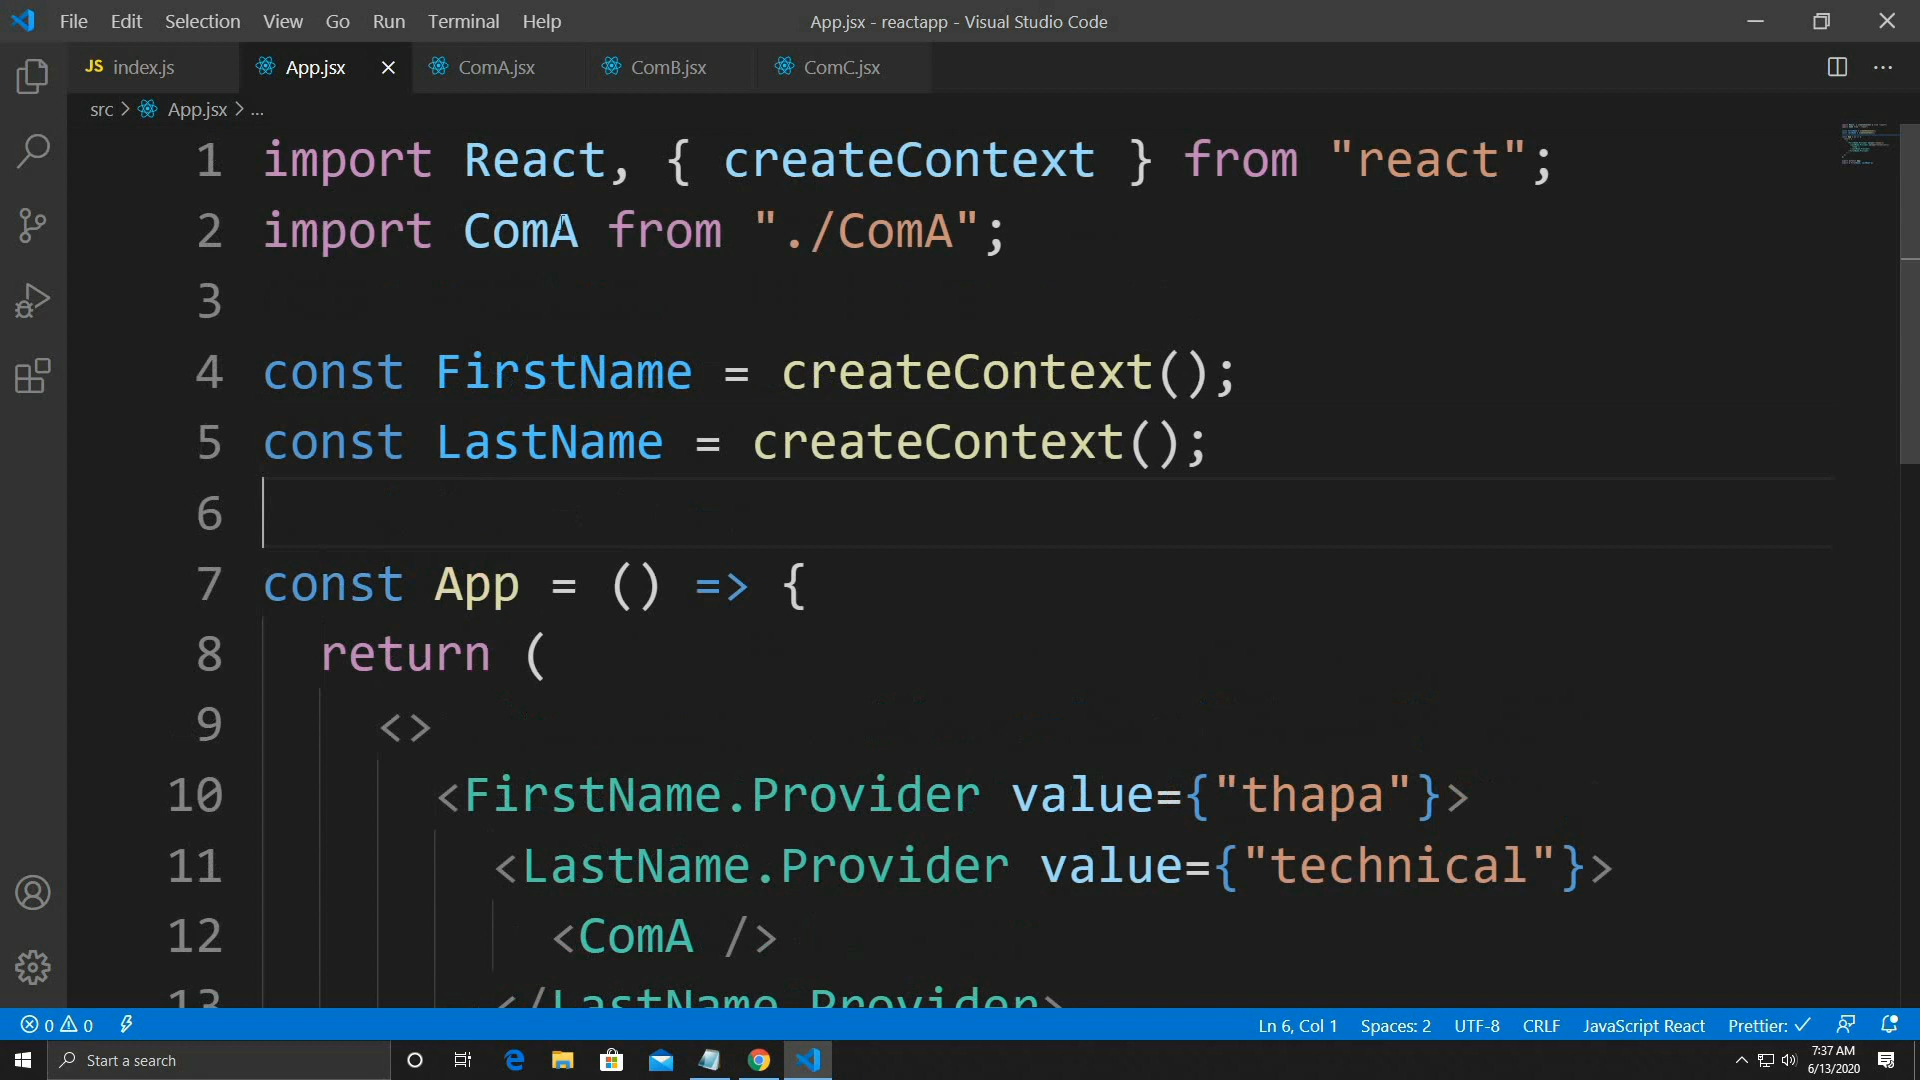 File Edit Selection View Go Run Terminal Help App.jsx - reactapp - Visual Studio Code
JS index.js App.jsx ComA.jsx ComB.jsx ComC.jsx
src > App.jsx > ...
1 import React, { createContext } from "react";
2 import ComA from "./ComA";
3
4 const FirstName = createContext();
5 const LastName = createContext();
6
7 const App = () => {
8 return (
9 <>
10 <FirstName.Provider value={"thapa"}>
11 <LastName.Provider value={"technical"}>
12 <ComA />
13 </LastName.Provider>
0 0 Ln 6, Col 1 Spaces: 2 UTF-8 CRLF JavaScript React Prettier: ✓
Start a search 7:37 AM
6/13/2020